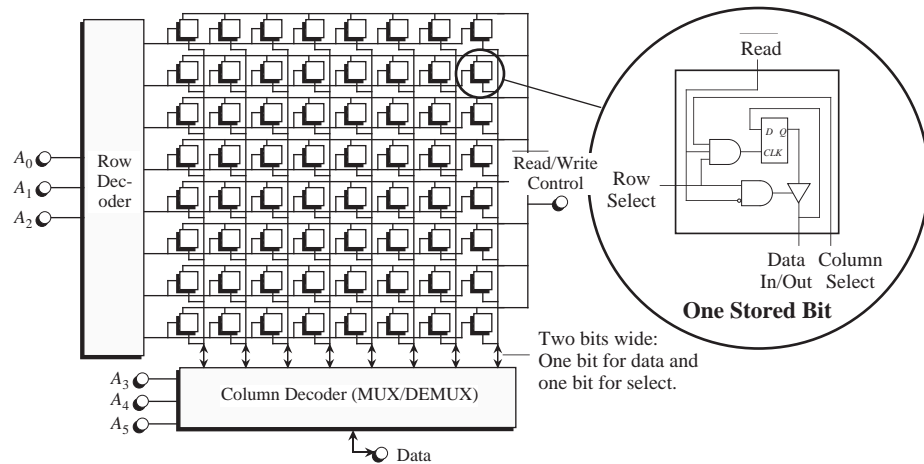 Read
D Q
CLK
Row
Select
Data
In/Out
Column
Select
One Stored Bit
A0
A1
A2
Row
Dec-
oder
Read/Write
Control
Two bits wide:
One bit for data and
one bit for select.
A3
A4
A5
Column Decoder (MUX/DEMUX)
Data